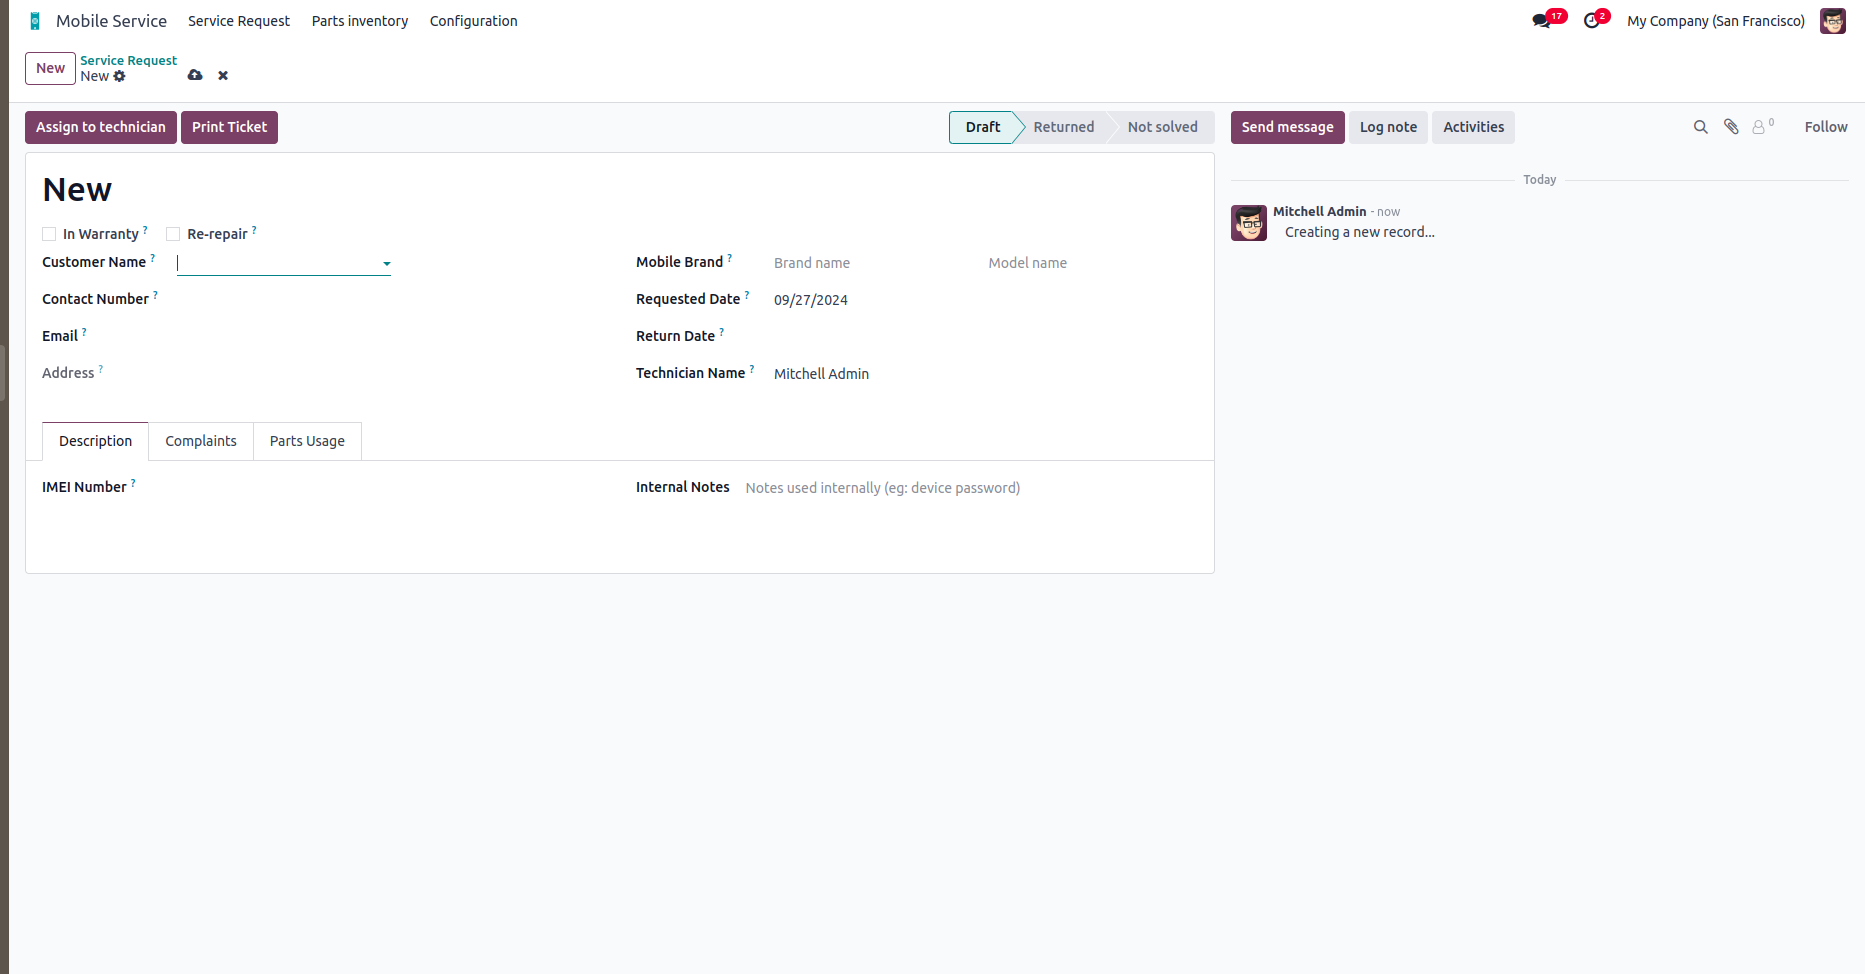 Mobile Service Service Request Parts inventory Configuration 17 2 My Company (San Francisco)
New Service Request
New
Assign to technician Print Ticket Draft Returned Not solved Send message Log note Activities 0 Follow
Today
New
Mitchell Admin - now
Creating a new record...
In Warranty ? Re-repair ?
Customer Name ? Mobile Brand ? Brand name Model name
Contact Number ? Requested Date ? 09/27/2024
Email ? Return Date ?
Address ? Technician Name ? Mitchell Admin
Description Complaints Parts Usage
IMEI Number ? Internal Notes Notes used internally (eg: device password)